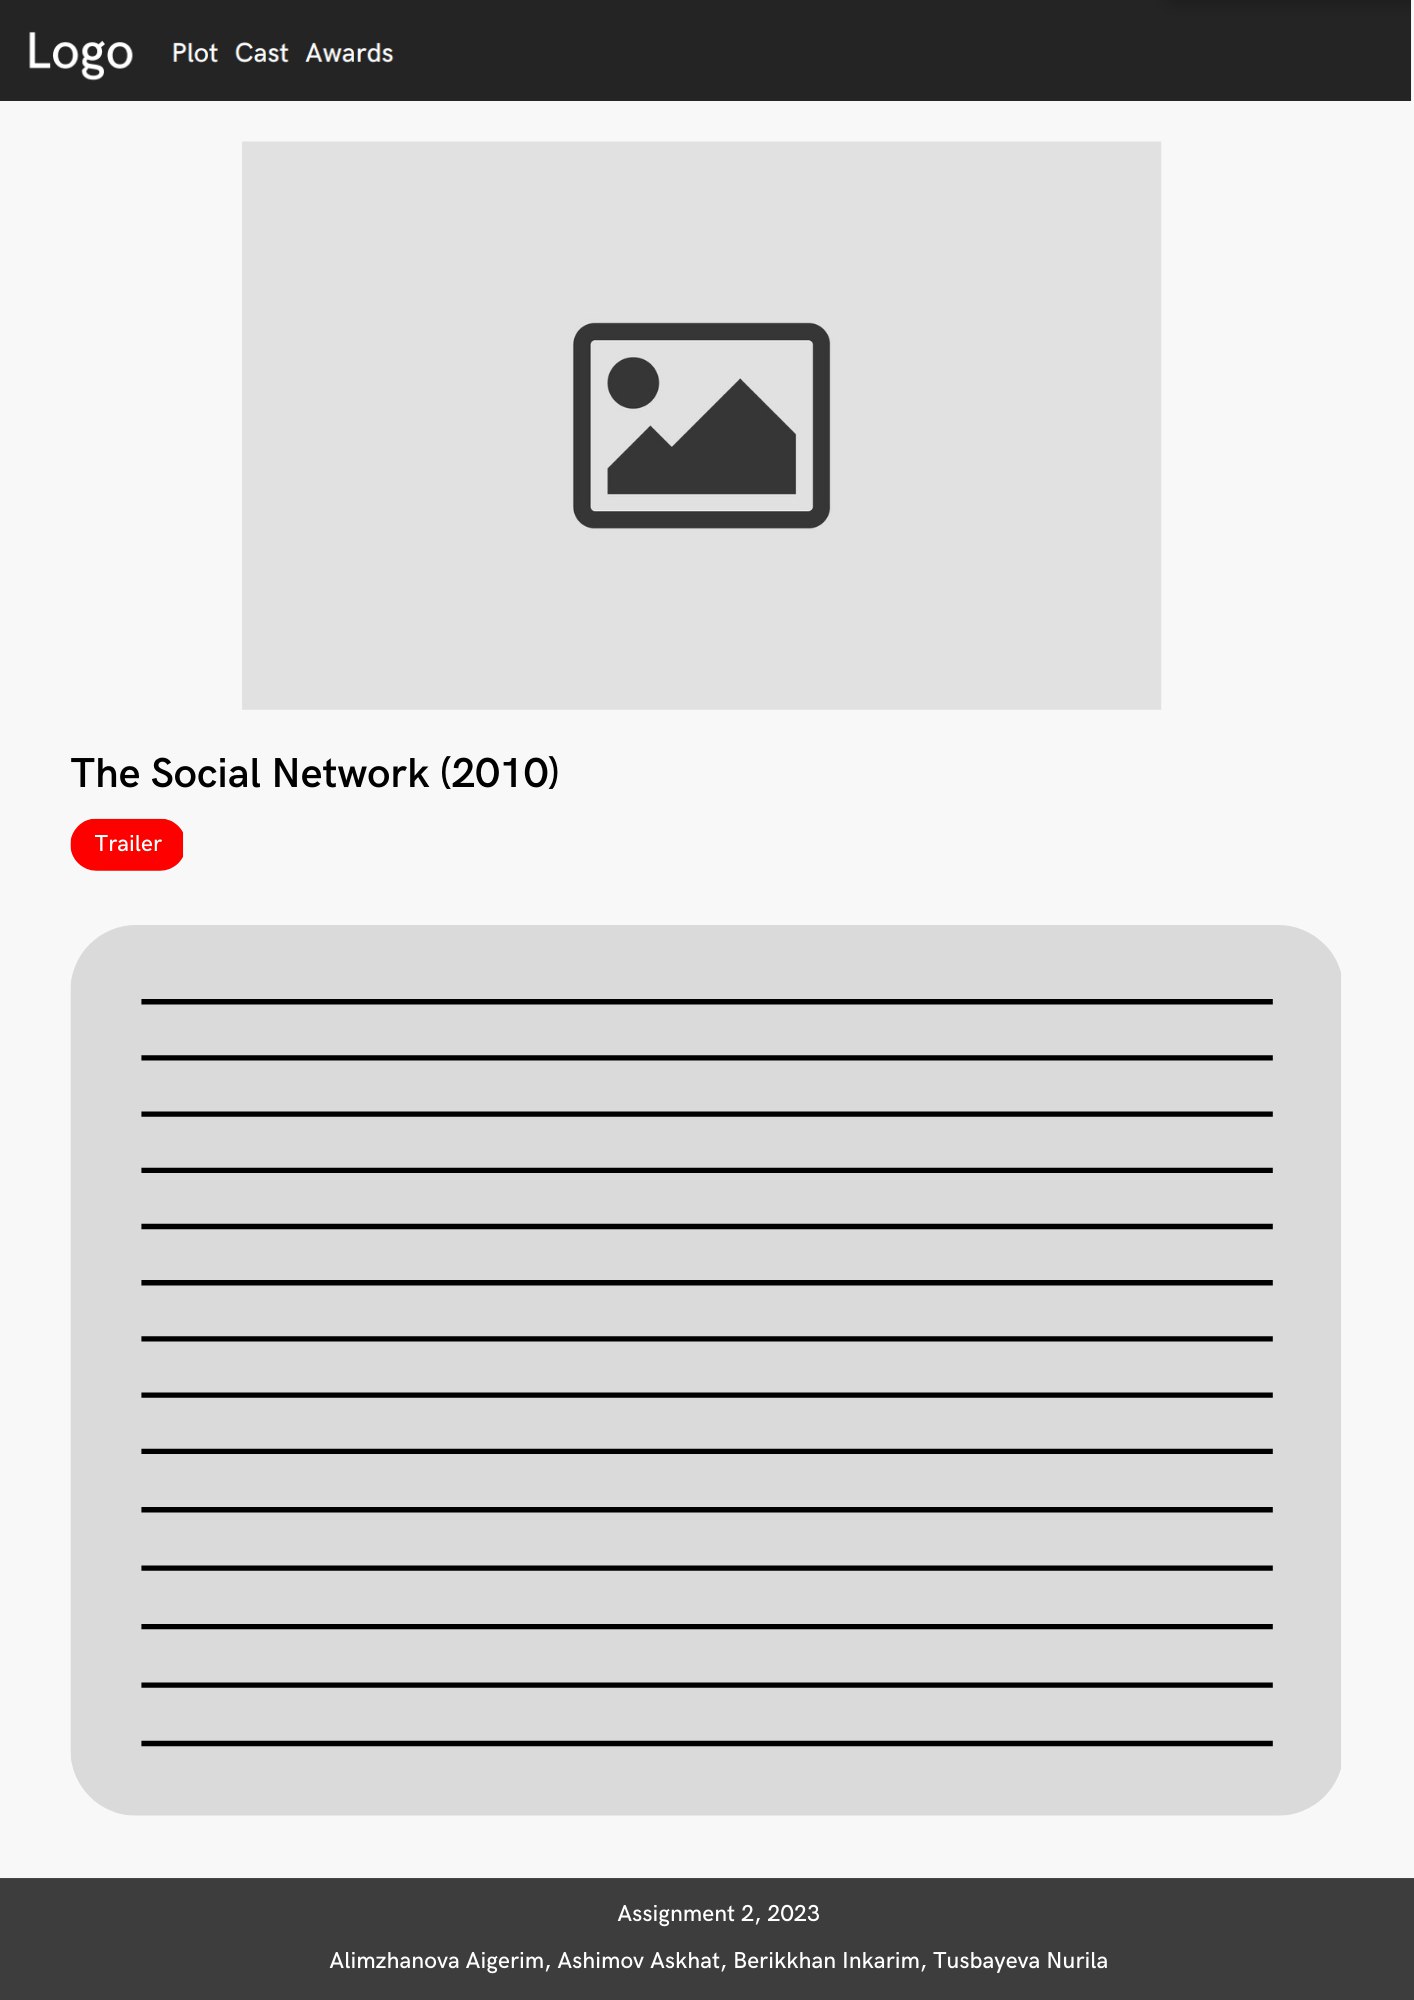 Logo Plot Cast Awards
The Social Network (2010)
Trailer
Assignment 2, 2023
Alimzhanova Aigerim, Ashimov Askhat, Berikkhan Inkarim, Tusbayeva Nurila